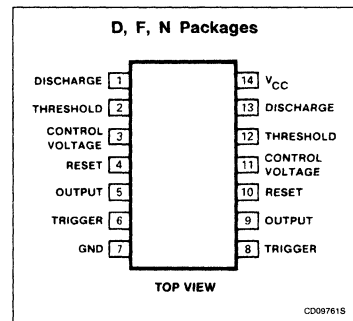 D, F, N Packages
DISCHARGE 1
THRESHOLD 2
CONTROL
VOLTAGE 3
RESET 4
OUTPUT 5
TRIGGER 6
GND 7
14 VCC
13 DISCHARGE
12 THRESHOLD
11 CONTROL
VOLTAGE
10 RESET
9 OUTPUT
8 TRIGGER
TOP VIEW
CD09761S